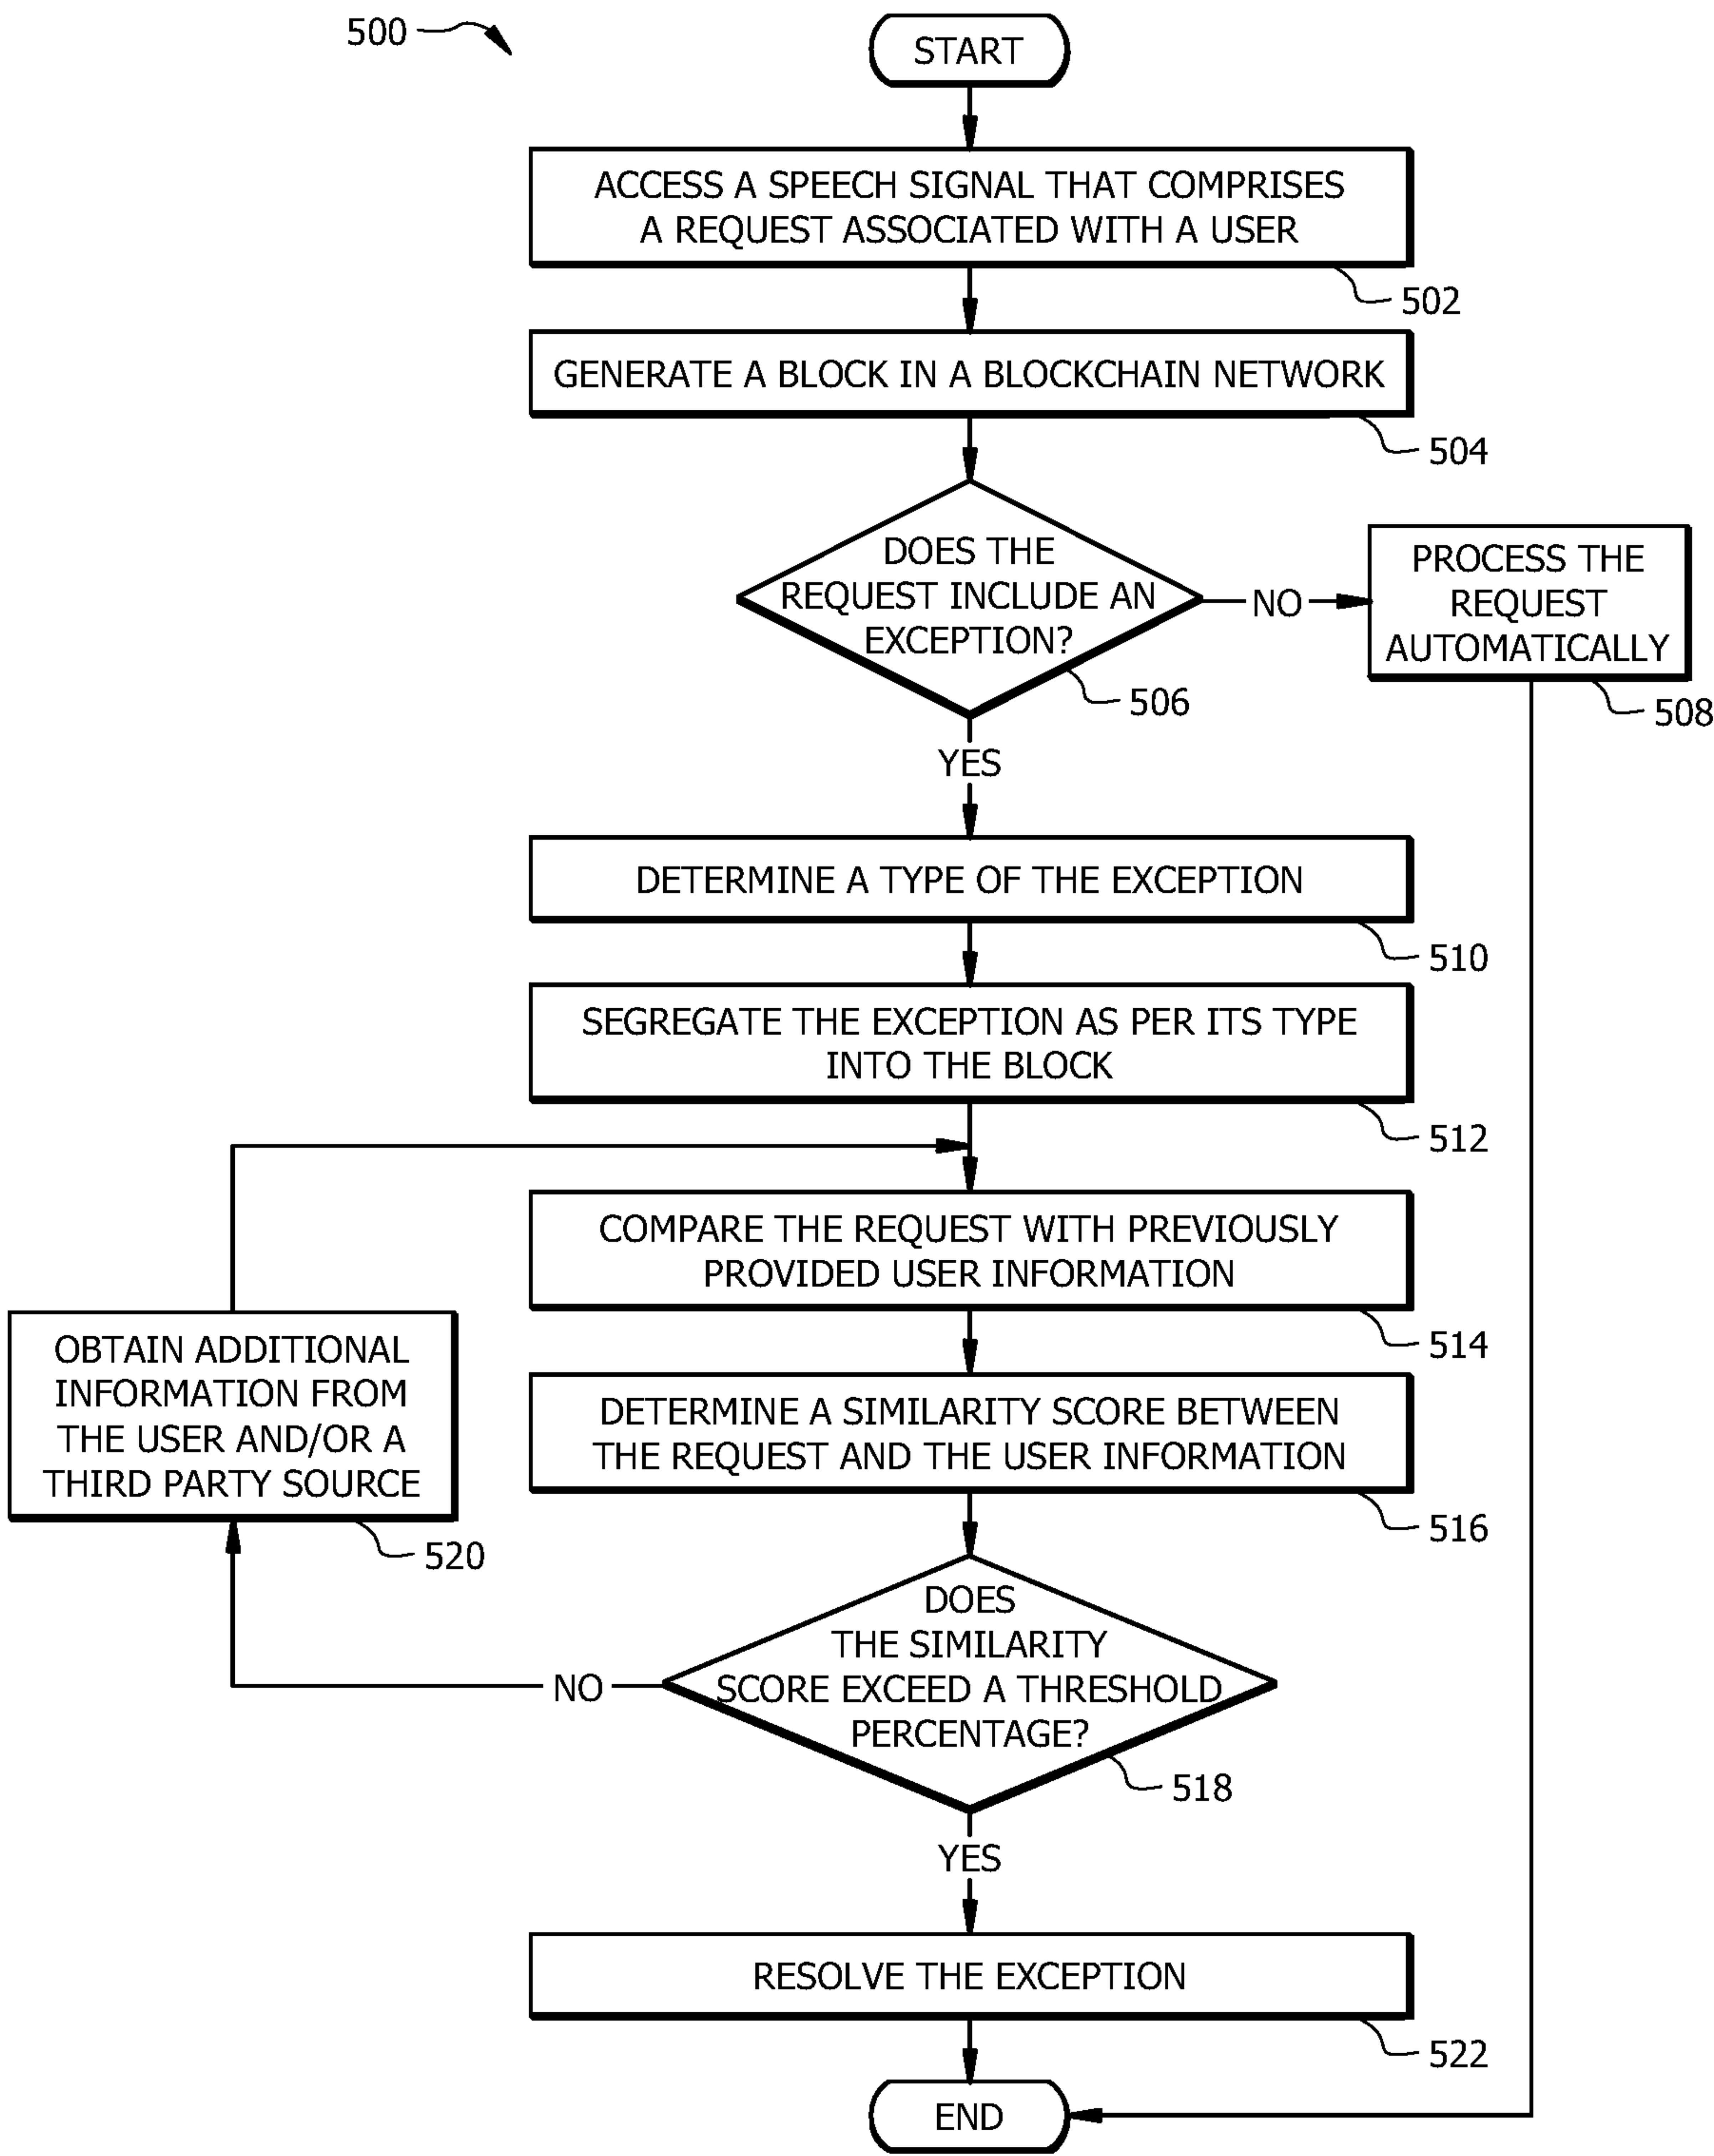 500
START
ACCESS A SPEECH SIGNAL THAT COMPRISES
A REQUEST ASSOCIATED WITH A USER
502
GENERATE A BLOCK IN A BLOCKCHAIN NETWORK
504
DOES THE
REQUEST INCLUDE AN
EXCEPTION?
506
NO
PROCESS THE
REQUEST
AUTOMATICALLY
508
YES
DETERMINE A TYPE OF THE EXCEPTION
510
SEGREGATE THE EXCEPTION AS PER ITS TYPE
INTO THE BLOCK
512
COMPARE THE REQUEST WITH PREVIOUSLY
PROVIDED USER INFORMATION
514
DETERMINE A SIMILARITY SCORE BETWEEN
THE REQUEST AND THE USER INFORMATION
516
DOES
THE SIMILARITY
SCORE EXCEED A THRESHOLD
PERCENTAGE?
518
NO
OBTAIN ADDITIONAL
INFORMATION FROM
THE USER AND/OR A
THIRD PARTY SOURCE
520
YES
RESOLVE THE EXCEPTION
522
END